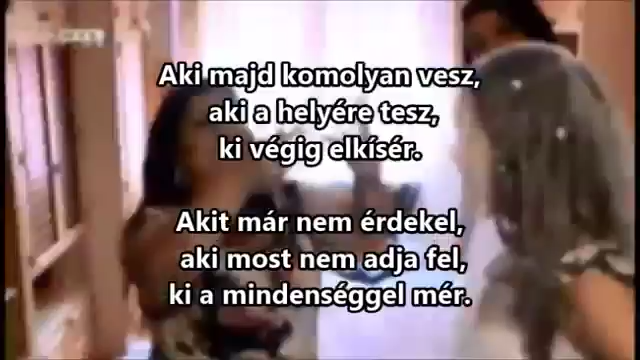 Aki majd komolyan vesz,
aki a helyére tesz,
ki végig elkísér.
Akit már nem érdekel,
aki most nem adja fel,
ki a mindenséggel mér.